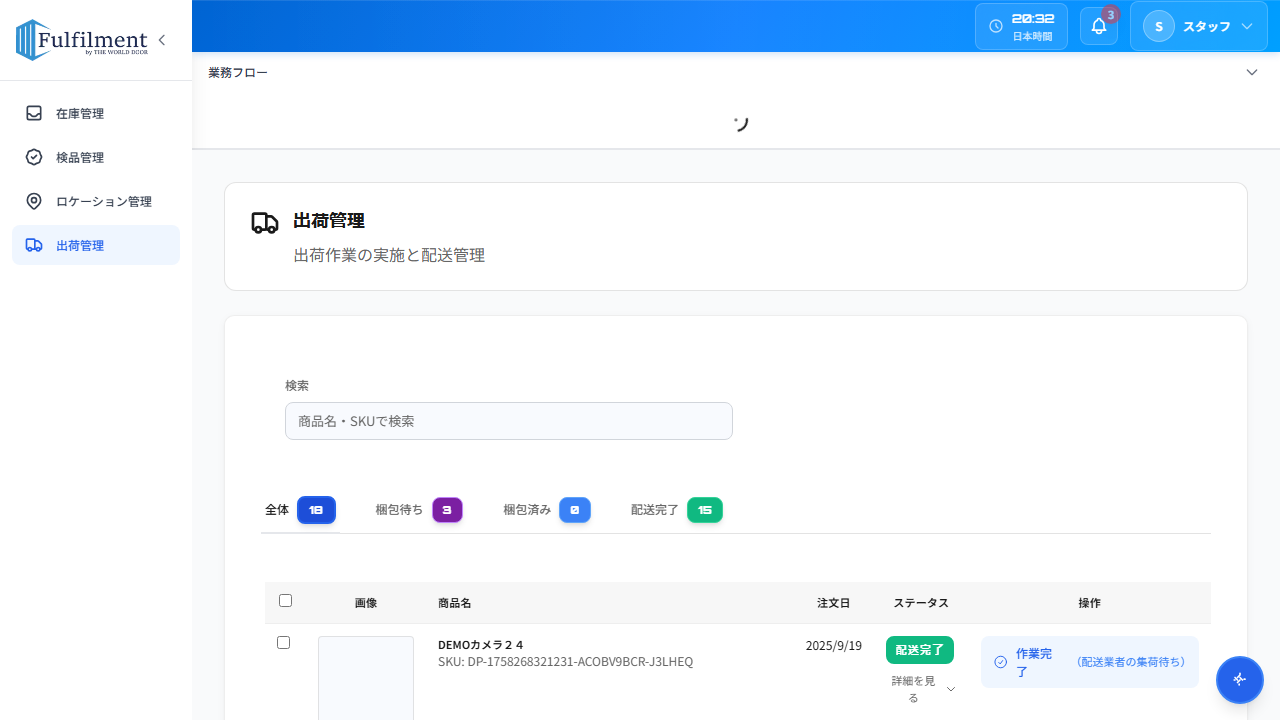 Fulfilment
by THE WORLD DOOR
20:32
日本時間
3
S
スタッフ
業務フロー
在庫管理
検品管理
ロケーション管理
出荷管理
出荷管理
出荷作業の実施と配送管理
検索
商品名・SKUで検索
全体 18 梱包待ち 3 梱包済み 0 配送完了 15
画像 商品名 注文日 ステータス 操作
DEMOカメラ２４
SKU: DP-1758268321231-ACOBV9BCR-J3LHEQ
2025/9/19
配送完了
詳細を見
る
作業完
了
（配送業者の集荷待ち）